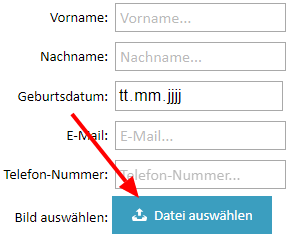 Vorname: Vorname...
Nachname: Nachname...
Geburtsdatum: tt.mm.jjjj
E-Mail: E-Mail...
Telefon-Nummer: Telefon-Nummer...
Bild auswählen: Datei auswählen